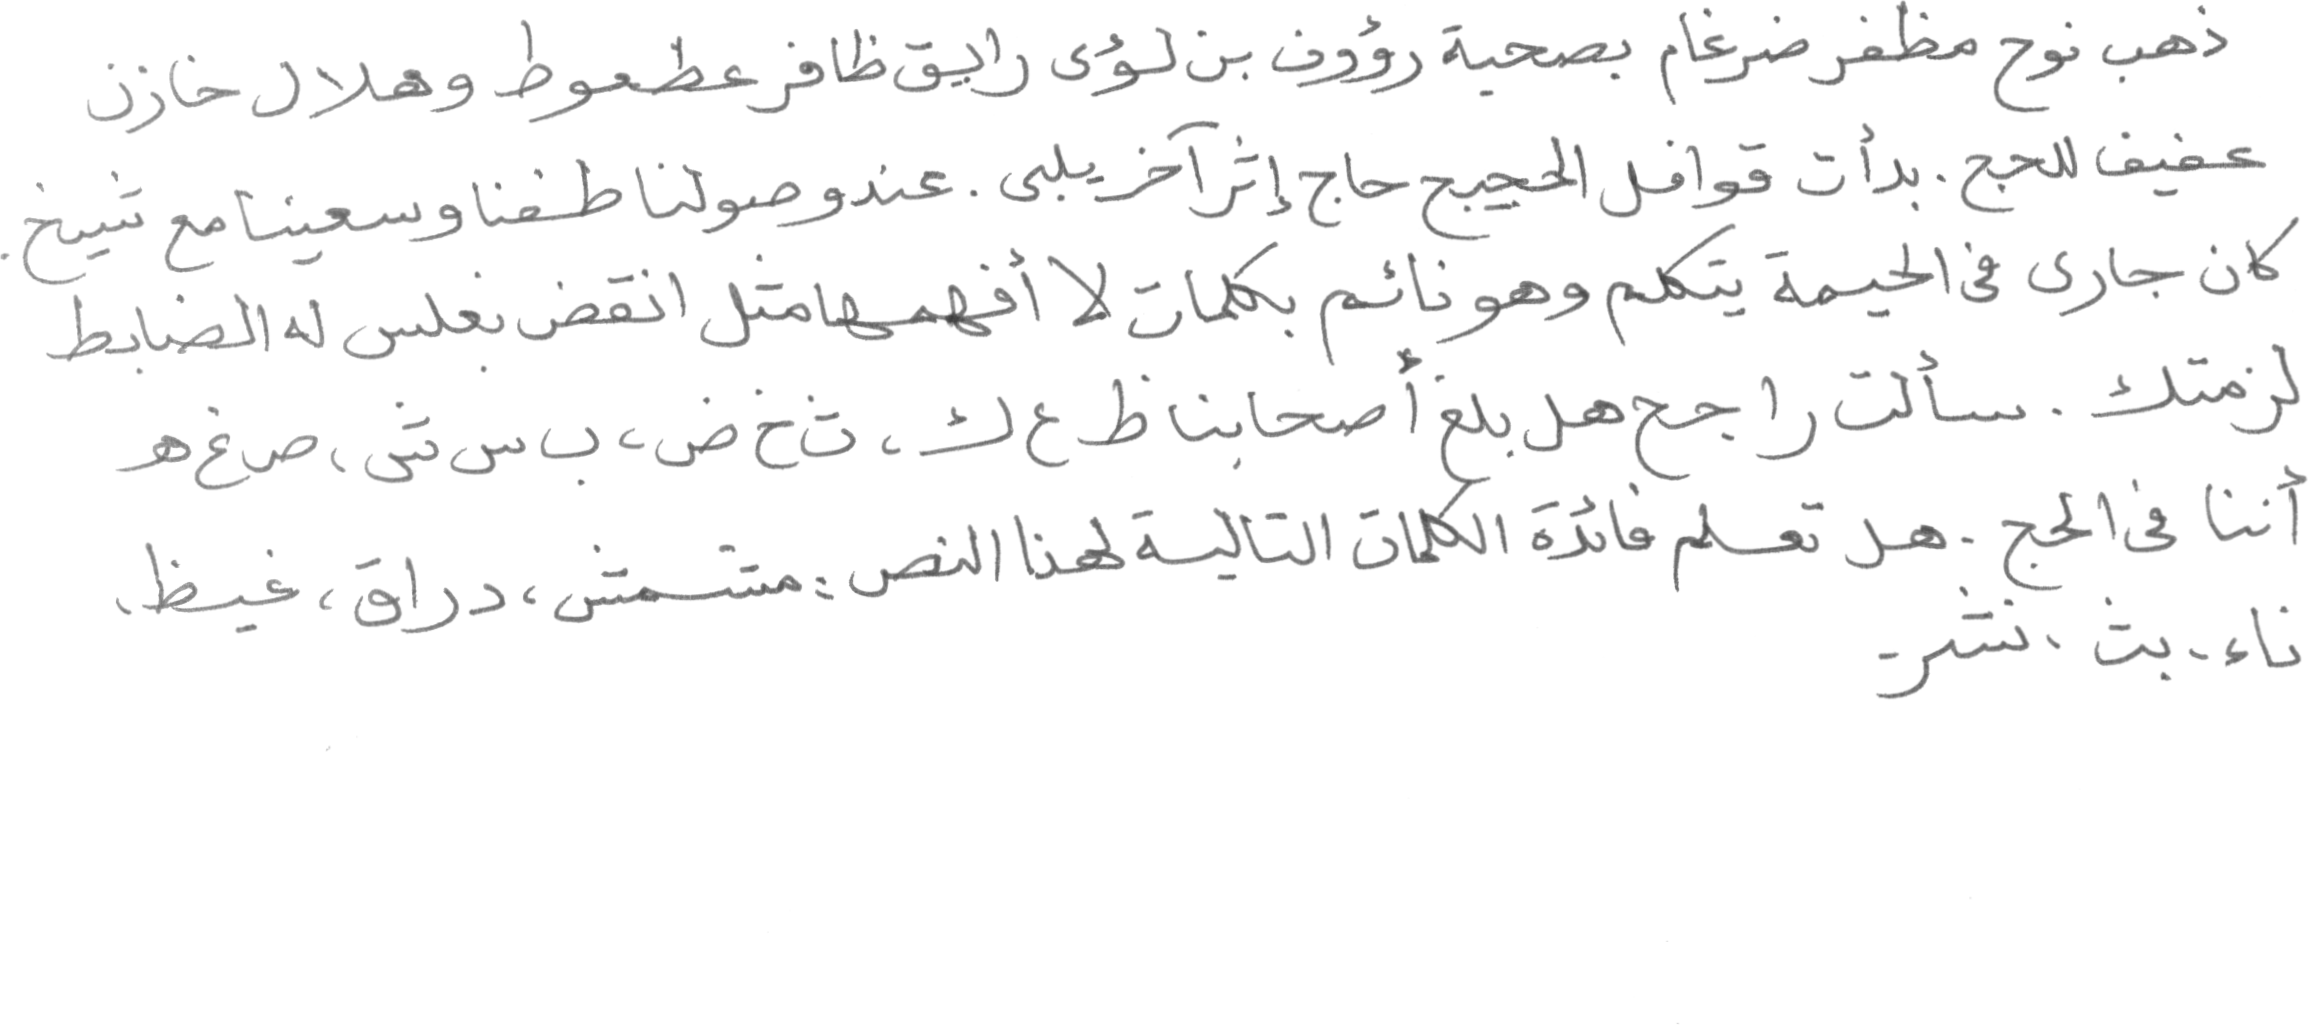 ذهب نوح مظفر ضرغام بصحبة رؤوف بن لؤى رايق ظافر عطعوط وهلال خازن
عفيف للحج. بدأت قوافل الحجيج حاج إثر آخر يلبى. عند وصولنا طفنا وسعينا مع شيخ.
كان جارى فى الخيمة يتكلم وهو نائم بكلمات لا أفهمها مثل انقض بغلس له الضابط
لزمتك. سألت راجح هل بلغ أصحابنا ظ ع ك، ث خ ض، ب س ش، ص غ هـ
أننا فى الحج. هل تعلم فائدة الكلمات التالية لهذا النص: مشمش، دراق، غيظ،
ناء، بث، نشر.